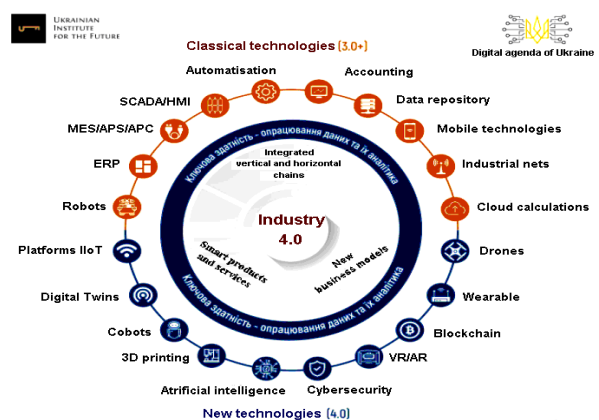 UKRAINIAN
INSTITUTE
FOR THE FUTURE
Digital agenda of Ukraine
Classical technologies (3.0+)
Automatisation
Accounting
SCADA/HMI
Data repository
MES/APS/APC
Mobile technologies
ERP
Industrial nets
Robots
Cloud calculations
Platforms IIoT
Drones
Digital Twins
Wearable
Cobots
Blockchain
3D printing
VR/AR
Atrificial intelligence
Cybersecurity
New technologies (4.0)
Ключова здатність - опрацювання даних та їх аналітика
Integrated
vertical and horizontal
chains
Industry
4.0
Smart products
and services
New
business models
Ключова здатність - опрацювання даних та їх аналітика